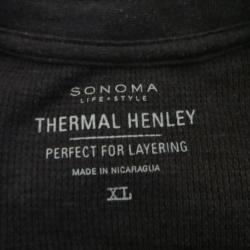 SONOMA
LIFE+STYLE
THERMAL HENLEY
PERFECT FOR LAYERING
MADE IN NICARAGUA
XL